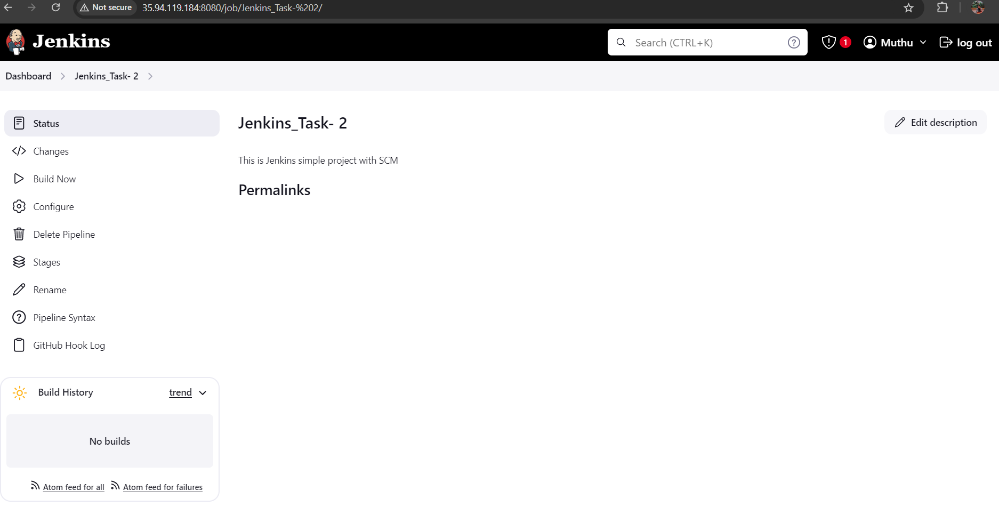 Not secure 35.94.119.184:8080/job/Jenkins_Task-%202/
Jenkins Search (CTRL+K) ? 1 Muthu log out
Dashboard Jenkins_Task- 2
Status
Changes
Build Now
Configure
Delete Pipeline
Stages
Rename
Pipeline Syntax
GitHub Hook Log
Build History trend
No builds
Atom feed for all Atom feed for failures
Jenkins_Task- 2 Edit description
This is Jenkins simple project with SCM
Permalinks